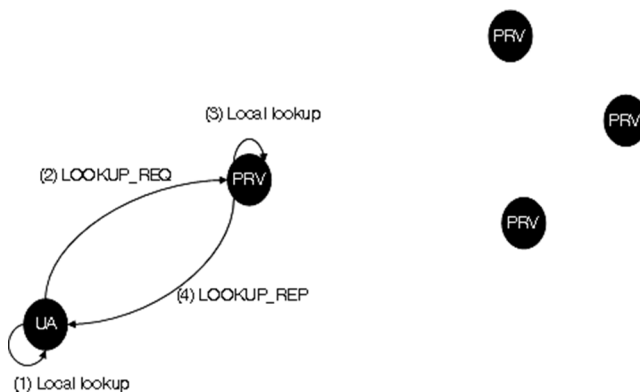 PRV
(3) Local lookup
PRV
(2) LOOKUP_REQ
PRV
PRV
(4) LOOKUP_REP
UA
(1) Local lookup